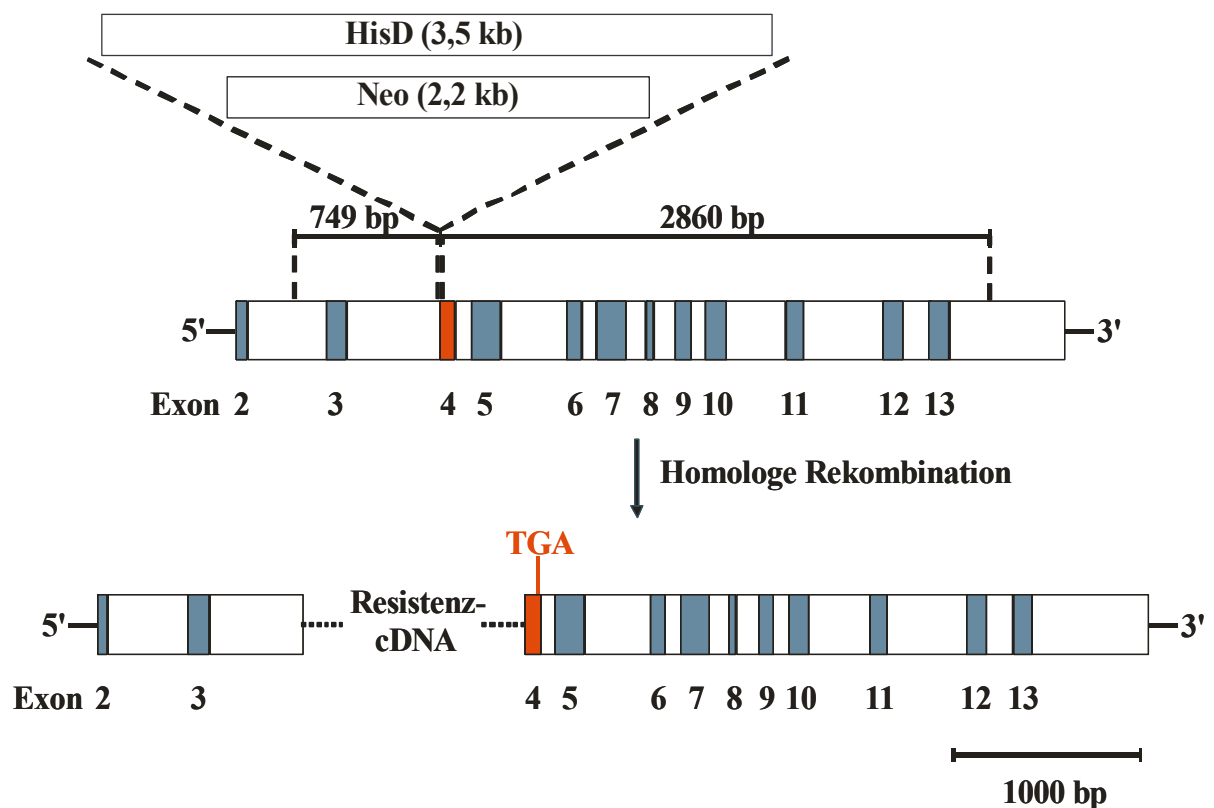 HisD (3,5 kb)
Neo (2,2 kb)
749 bp 2860 bp
5' 3'
Exon 2 3 4 5 6 7 8 9 10 11 12 13
Homologe Rekombination
TGA
5' Resistenz- 3'
cDNA
Exon 2 3 4 5 6 7 8 9 10 11 12 13
1000 bp